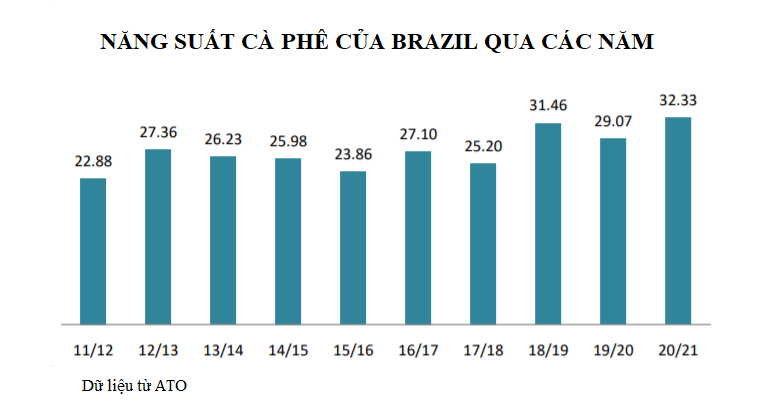 NĂNG SUẤT CÀ PHÊ CỦA BRAZIL QUA CÁC NĂM
22.88 27.36 26.23 25.98 23.86 27.10 25.20 31.46 29.07 32.33
11/12 12/13 13/14 14/15 15/16 16/17 17/18 18/19 19/20 20/21
Dữ liệu từ ATO